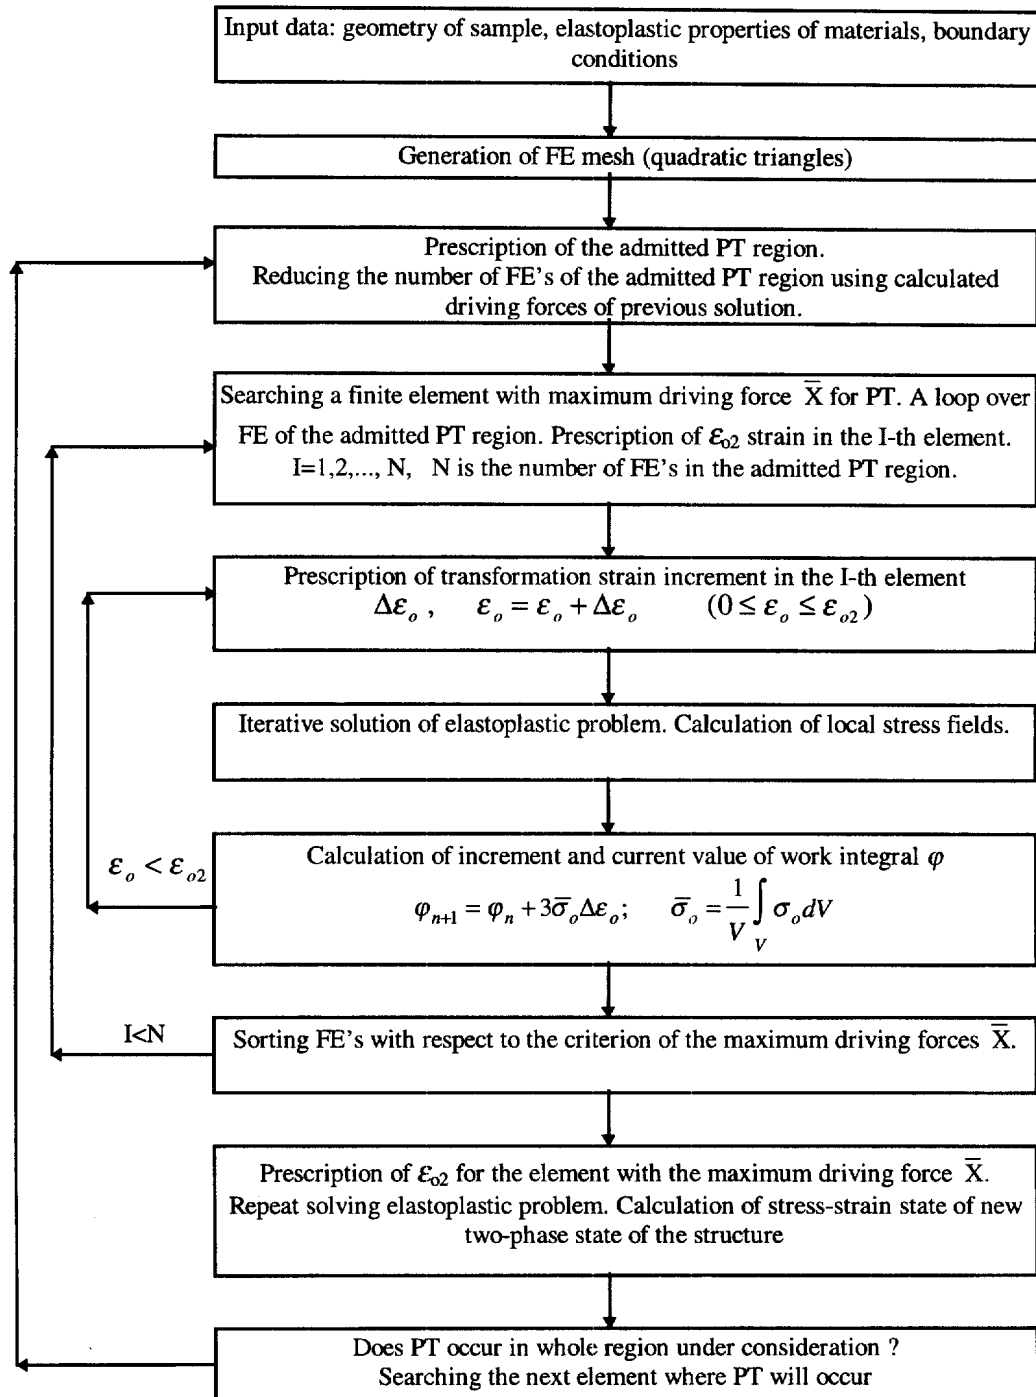 Input data: geometry of sample, elastoplastic properties of materials, boundary
conditions
Generation of FE mesh (quadratic triangles)
Prescription of the admitted PT region.
Reducing the number of FE's of the admitted PT region using calculated
driving forces of previous solution.
Searching a finite element with maximum driving force X̄ for PT. A loop over
FE of the admitted PT region. Prescription of ε_{o2} strain in the I-th element.
I=1,2,..., N, N is the number of FE's in the admitted PT region.
Prescription of transformation strain increment in the I-th element
Δε_o , ε_o = ε_o + Δε_o (0 ≤ ε_o ≤ ε_{o2})
Iterative solution of elastoplastic problem. Calculation of local stress fields.
Calculation of increment and current value of work integral φ
φ_{n+1} = φ_n + 3σ̄_o Δε_o; σ̄_o = 1/V ∫_V σ_o dV
ε_o < ε_{o2}
Sorting FE's with respect to the criterion of the maximum driving forces X̄.
I<N
Prescription of ε_{o2} for the element with the maximum driving force X̄.
Repeat solving elastoplastic problem. Calculation of stress-strain state of new
two-phase state of the structure
Does PT occur in whole region under consideration ?
Searching the next element where PT will occur